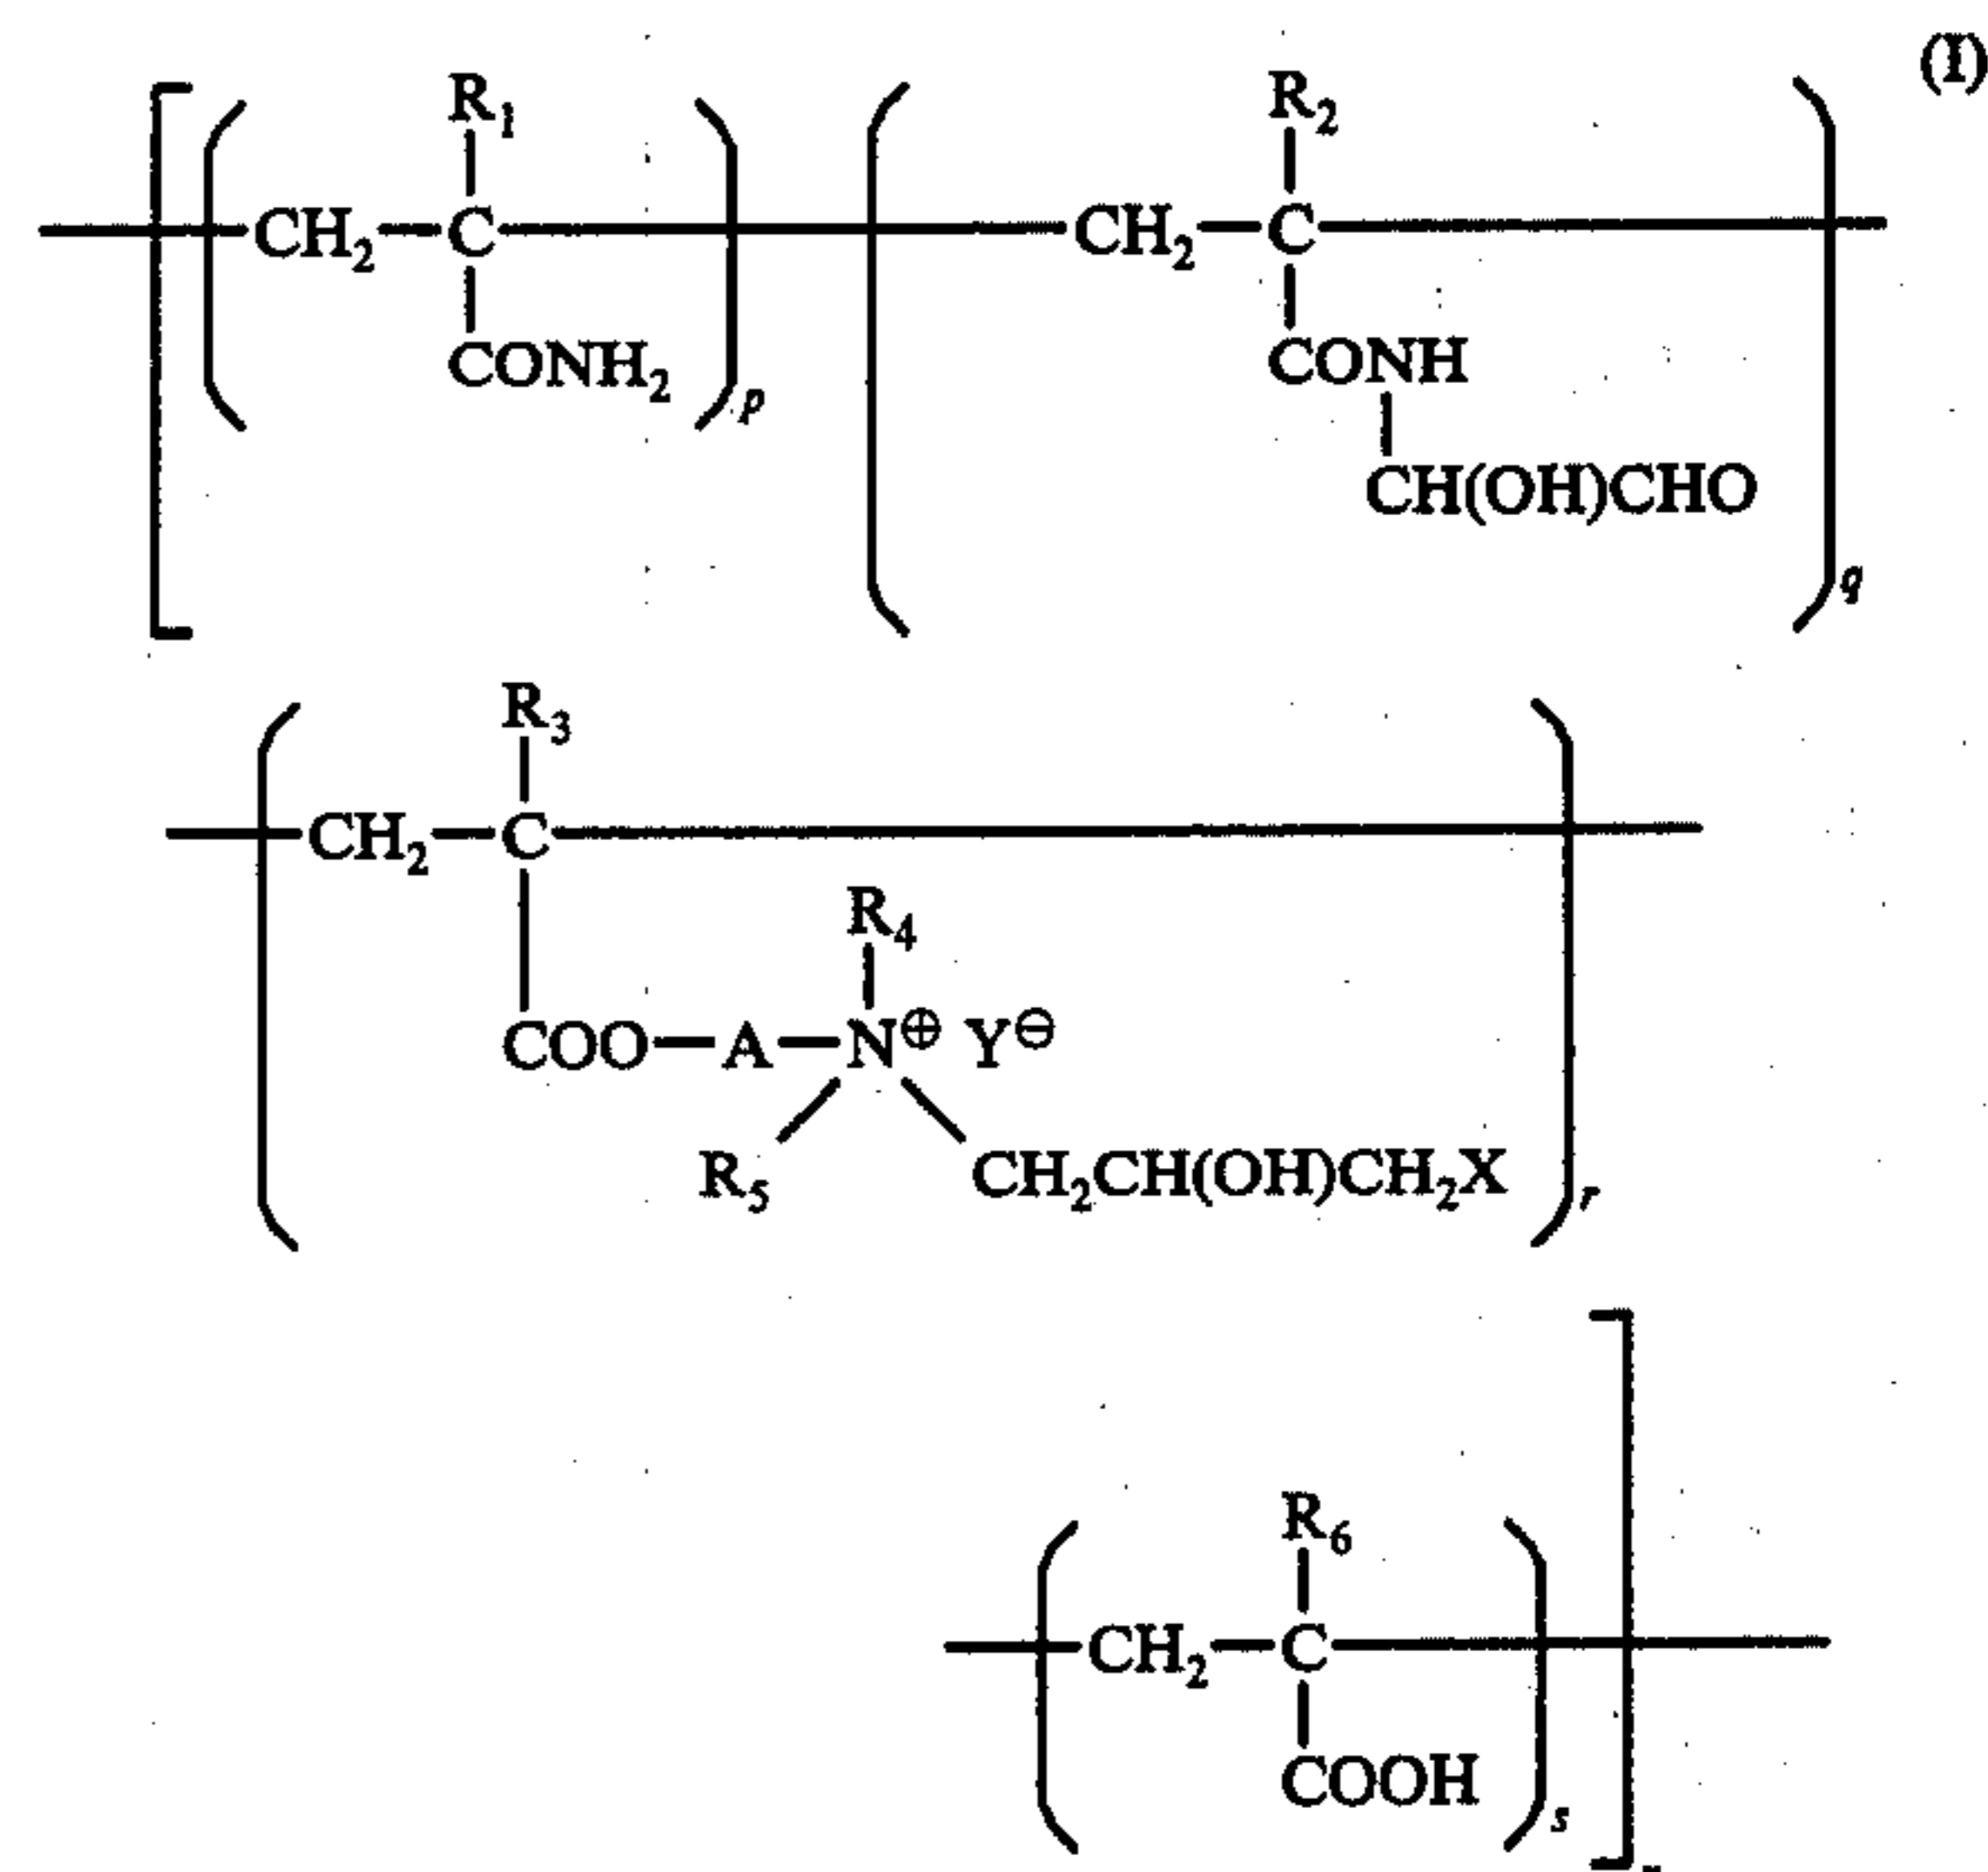 (I)
R1 R2
CH2 C CH2 C
CONH2 p CONH
CH(OH)CHO
q
R3
CH2 C
R4
COO A N⊕ Y⊖
R5 CH2CH(OH)CH2X r
R6
CH2 C
COOH
s